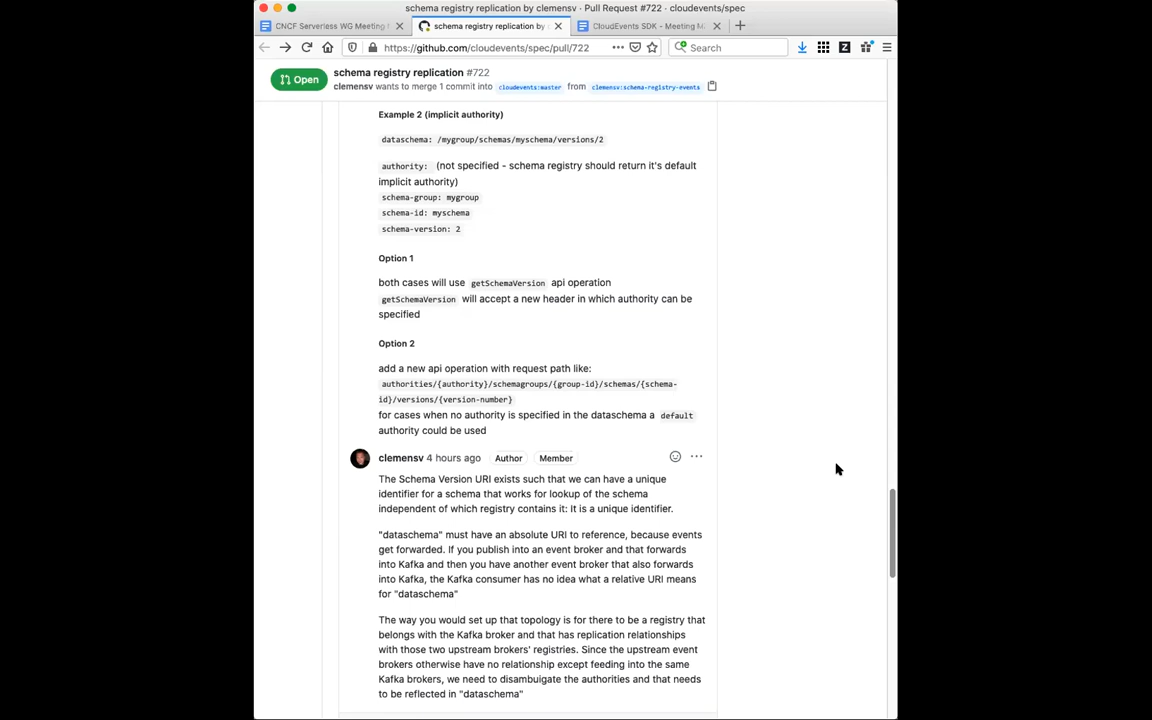 schema registry replication by clemensv · Pull Request #722 · cloudevents/spec
CNCF Serverless WG Meeting
schema registry replication by
CloudEvents SDK - Meeting M
https://github.com/cloudevents/spec/pull/722
Search
Open
schema registry replication #722
clemensv wants to merge 1 commit into cloudevents:master from clemensv:schema-registry-events
Example 2 (implicit authority)
dataschema: /mygroup/schemas/myschema/versions/2
authority: (not specified - schema registry should return it's default
implicit authority)
schema-group: mygroup
schema-id: myschema
schema-version: 2
Option 1
both cases will use getSchemaVersion api operation
getSchemaVersion will accept a new header in which authority can be
specified
Option 2
add a new api operation with request path like:
authorities/{authority}/schemagroups/{group-id}/schemas/{schema-
id}/versions/{version-number}
for cases when no authority is specified in the dataschema a default
authority could be used
clemensv 4 hours ago Author Member
The Schema Version URI exists such that we can have a unique
identifier for a schema that works for lookup of the schema
independent of which registry contains it: It is a unique identifier.
"dataschema" must have an absolute URI to reference, because events
get forwarded. If you publish into an event broker and that forwards
into Kafka and then you have another event broker that also forwards
into Kafka, the Kafka consumer has no idea what a relative URI means
for "dataschema"
The way you would set up that topology is for there to be a registry that
belongs with the Kafka broker and that has replication relationships
with those two upstream brokers' registries. Since the upstream event
brokers otherwise have no relationship except feeding into the same
Kafka brokers, we need to disambuigate the authorities and that needs
to be reflected in "dataschema"